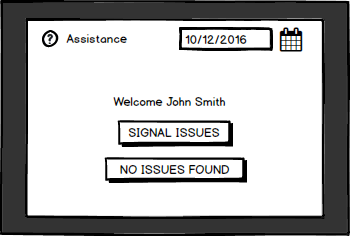 ? Assistance 10/12/2016
Welcome John Smith
SIGNAL ISSUES
NO ISSUES FOUND